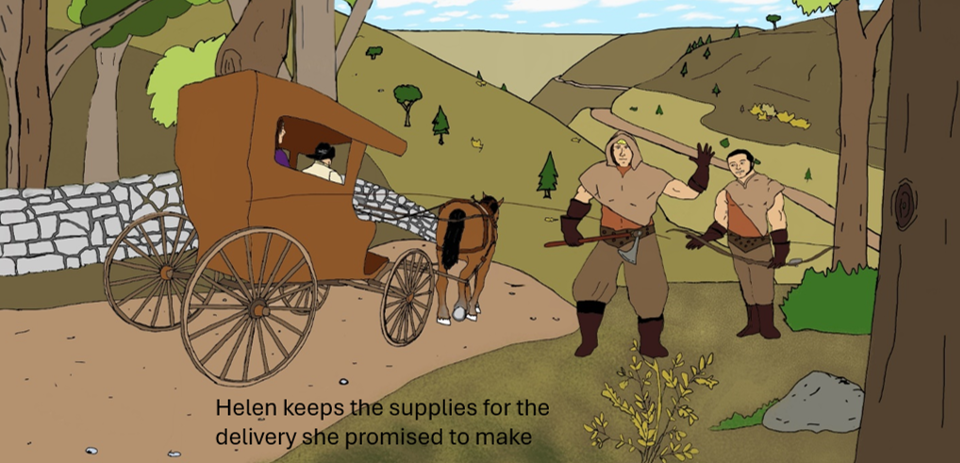 Helen keeps the supplies for the
delivery she promised to make